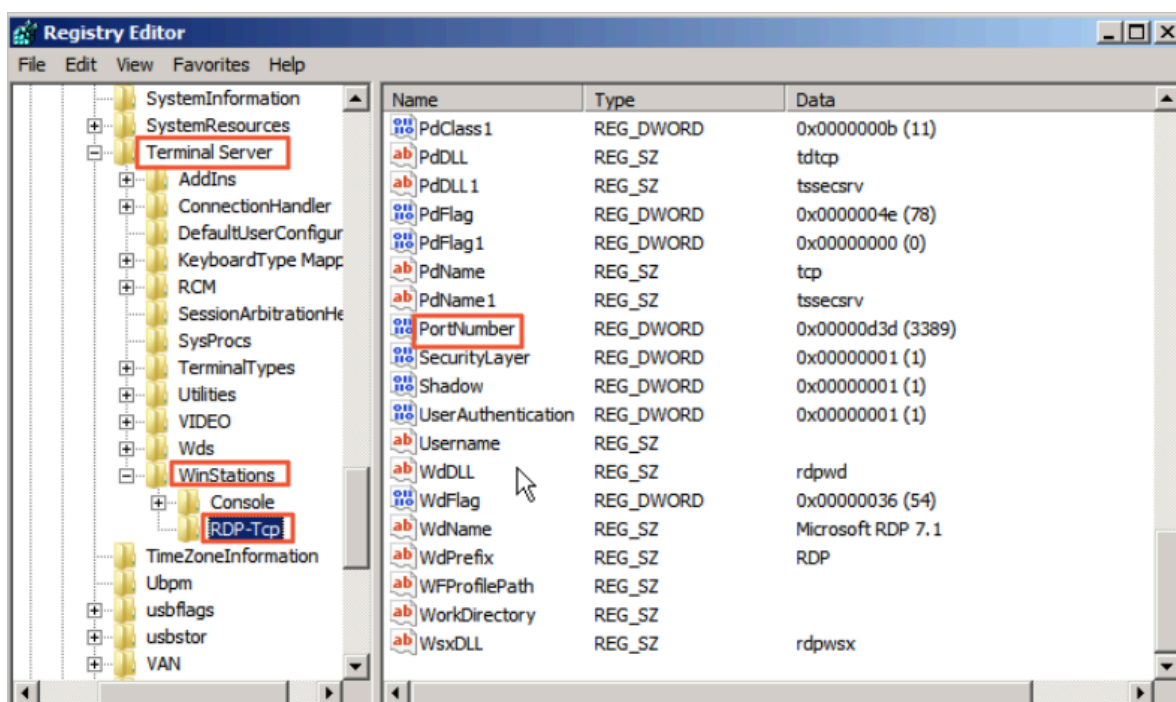 Registry Editor
File Edit View Favorites Help
SystemInformation
SystemResources
Terminal Server
AddIns
ConnectionHandler
DefaultUserConfigur
KeyboardType Mapp
RCM
SessionArbitrationHe
SysProcs
TerminalTypes
Utilities
VIDEO
Wds
WinStations
Console
RDP-Tcp
TimeZoneInformation
Ubpm
usbflags
usbstor
VAN
Name Type Data
PdClass1 REG_DWORD 0x0000000b (11)
PdDLL REG_SZ tdtcp
PdDLL1 REG_SZ tssecsrv
PdFlag REG_DWORD 0x0000004e (78)
PdFlag1 REG_DWORD 0x00000000 (0)
PdName REG_SZ tcp
PdName1 REG_SZ tssecsrv
PortNumber REG_DWORD 0x00000d3d (3389)
SecurityLayer REG_DWORD 0x00000001 (1)
Shadow REG_DWORD 0x00000001 (1)
UserAuthentication REG_DWORD 0x00000001 (1)
Username REG_SZ
WdDLL REG_SZ rdpwd
WdFlag REG_DWORD 0x00000036 (54)
WdName REG_SZ Microsoft RDP 7.1
WdPrefix REG_SZ RDP
WFProfilePath REG_SZ
WorkDirectory REG_SZ
WsxDLL REG_SZ rdpwsx